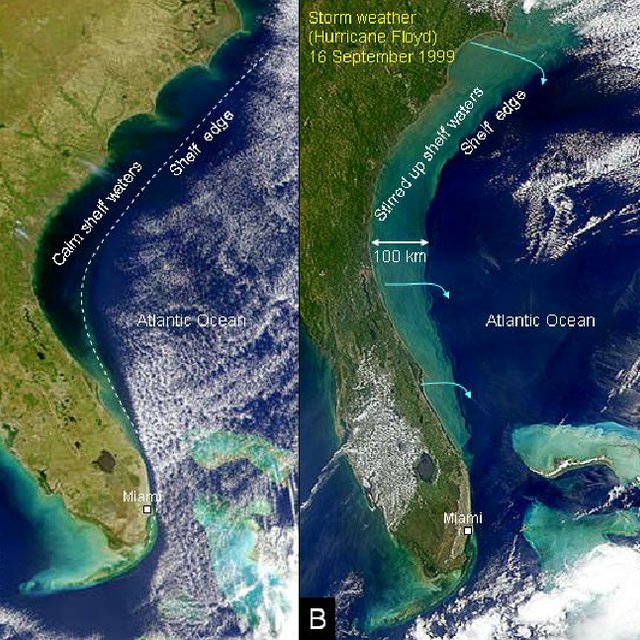 Calm shelf waters
Shelf edge
Atlantic Ocean
Miami
Storm weather
(Hurricane Floyd)
16 September 1999
Stirred up shelf waters
Shelf edge
100 km
Atlantic Ocean
Miami
B